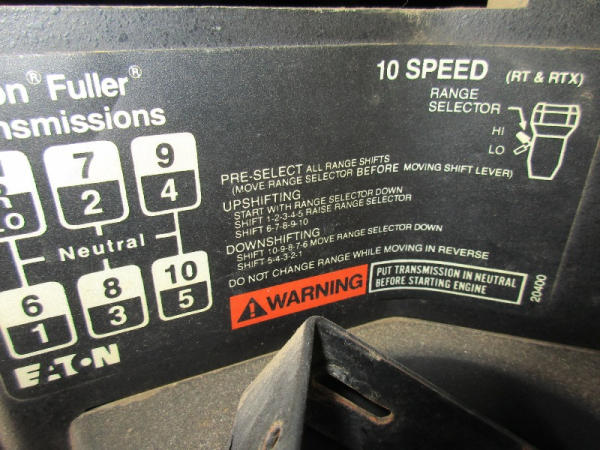 Fuller®
10 SPEED (RT & RTX)
RANGE
SELECTOR
HI
LO
7
2
9
4
R
LO
Neutral
6
1
8
3
10
5
EATON
PRE-SELECT ALL RANGE SHIFTS
(MOVE RANGE SELECTOR BEFORE MOVING SHIFT LEVER)
UPSHIFTING
START WITH RANGE SELECTOR DOWN
SHIFT 1-2-3-4-5 RAISE RANGE SELECTOR
SHIFT 6-7-8-9-10
DOWNSHIFTING
SHIFT 10-9-8-7-6 MOVE RANGE SELECTOR DOWN
SHIFT 5-4-3-2-1
DO NOT CHANGE RANGE WHILE MOVING IN REVERSE
WARNING
PUT TRANSMISSION IN NEUTRAL
BEFORE STARTING ENGINE
20400